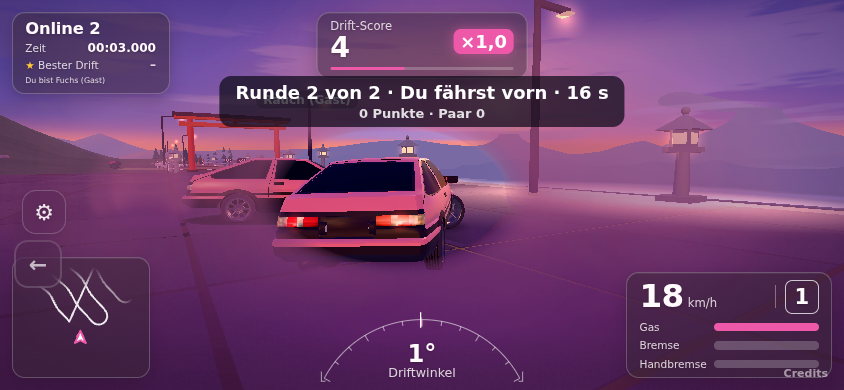 Online 2
Zeit 00:03.000
★ Bester Drift –
Du bist Fuchs (Gast)
Drift-Score
4
×1,0
Runde 2 von 2 · Du fährst vorn · 16 s
Rauch (Gast)
0 Punkte · Paar 0
←
1°
Driftwinkel
18 km/h
1
Gas
Bremse
Handbremse
Credits